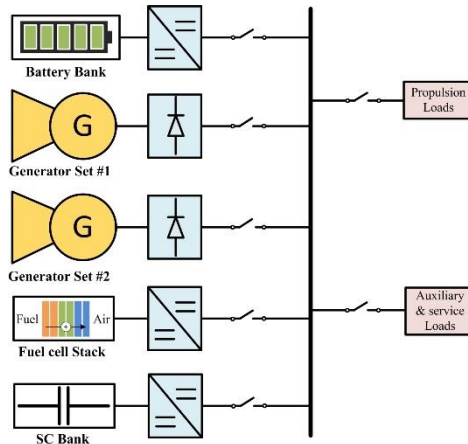 Battery Bank
G
Generator Set #1
G
Generator Set #2
Fuel Air
Fuel cell Stack
SC Bank
Propulsion
Loads
Auxiliary
& service
Loads